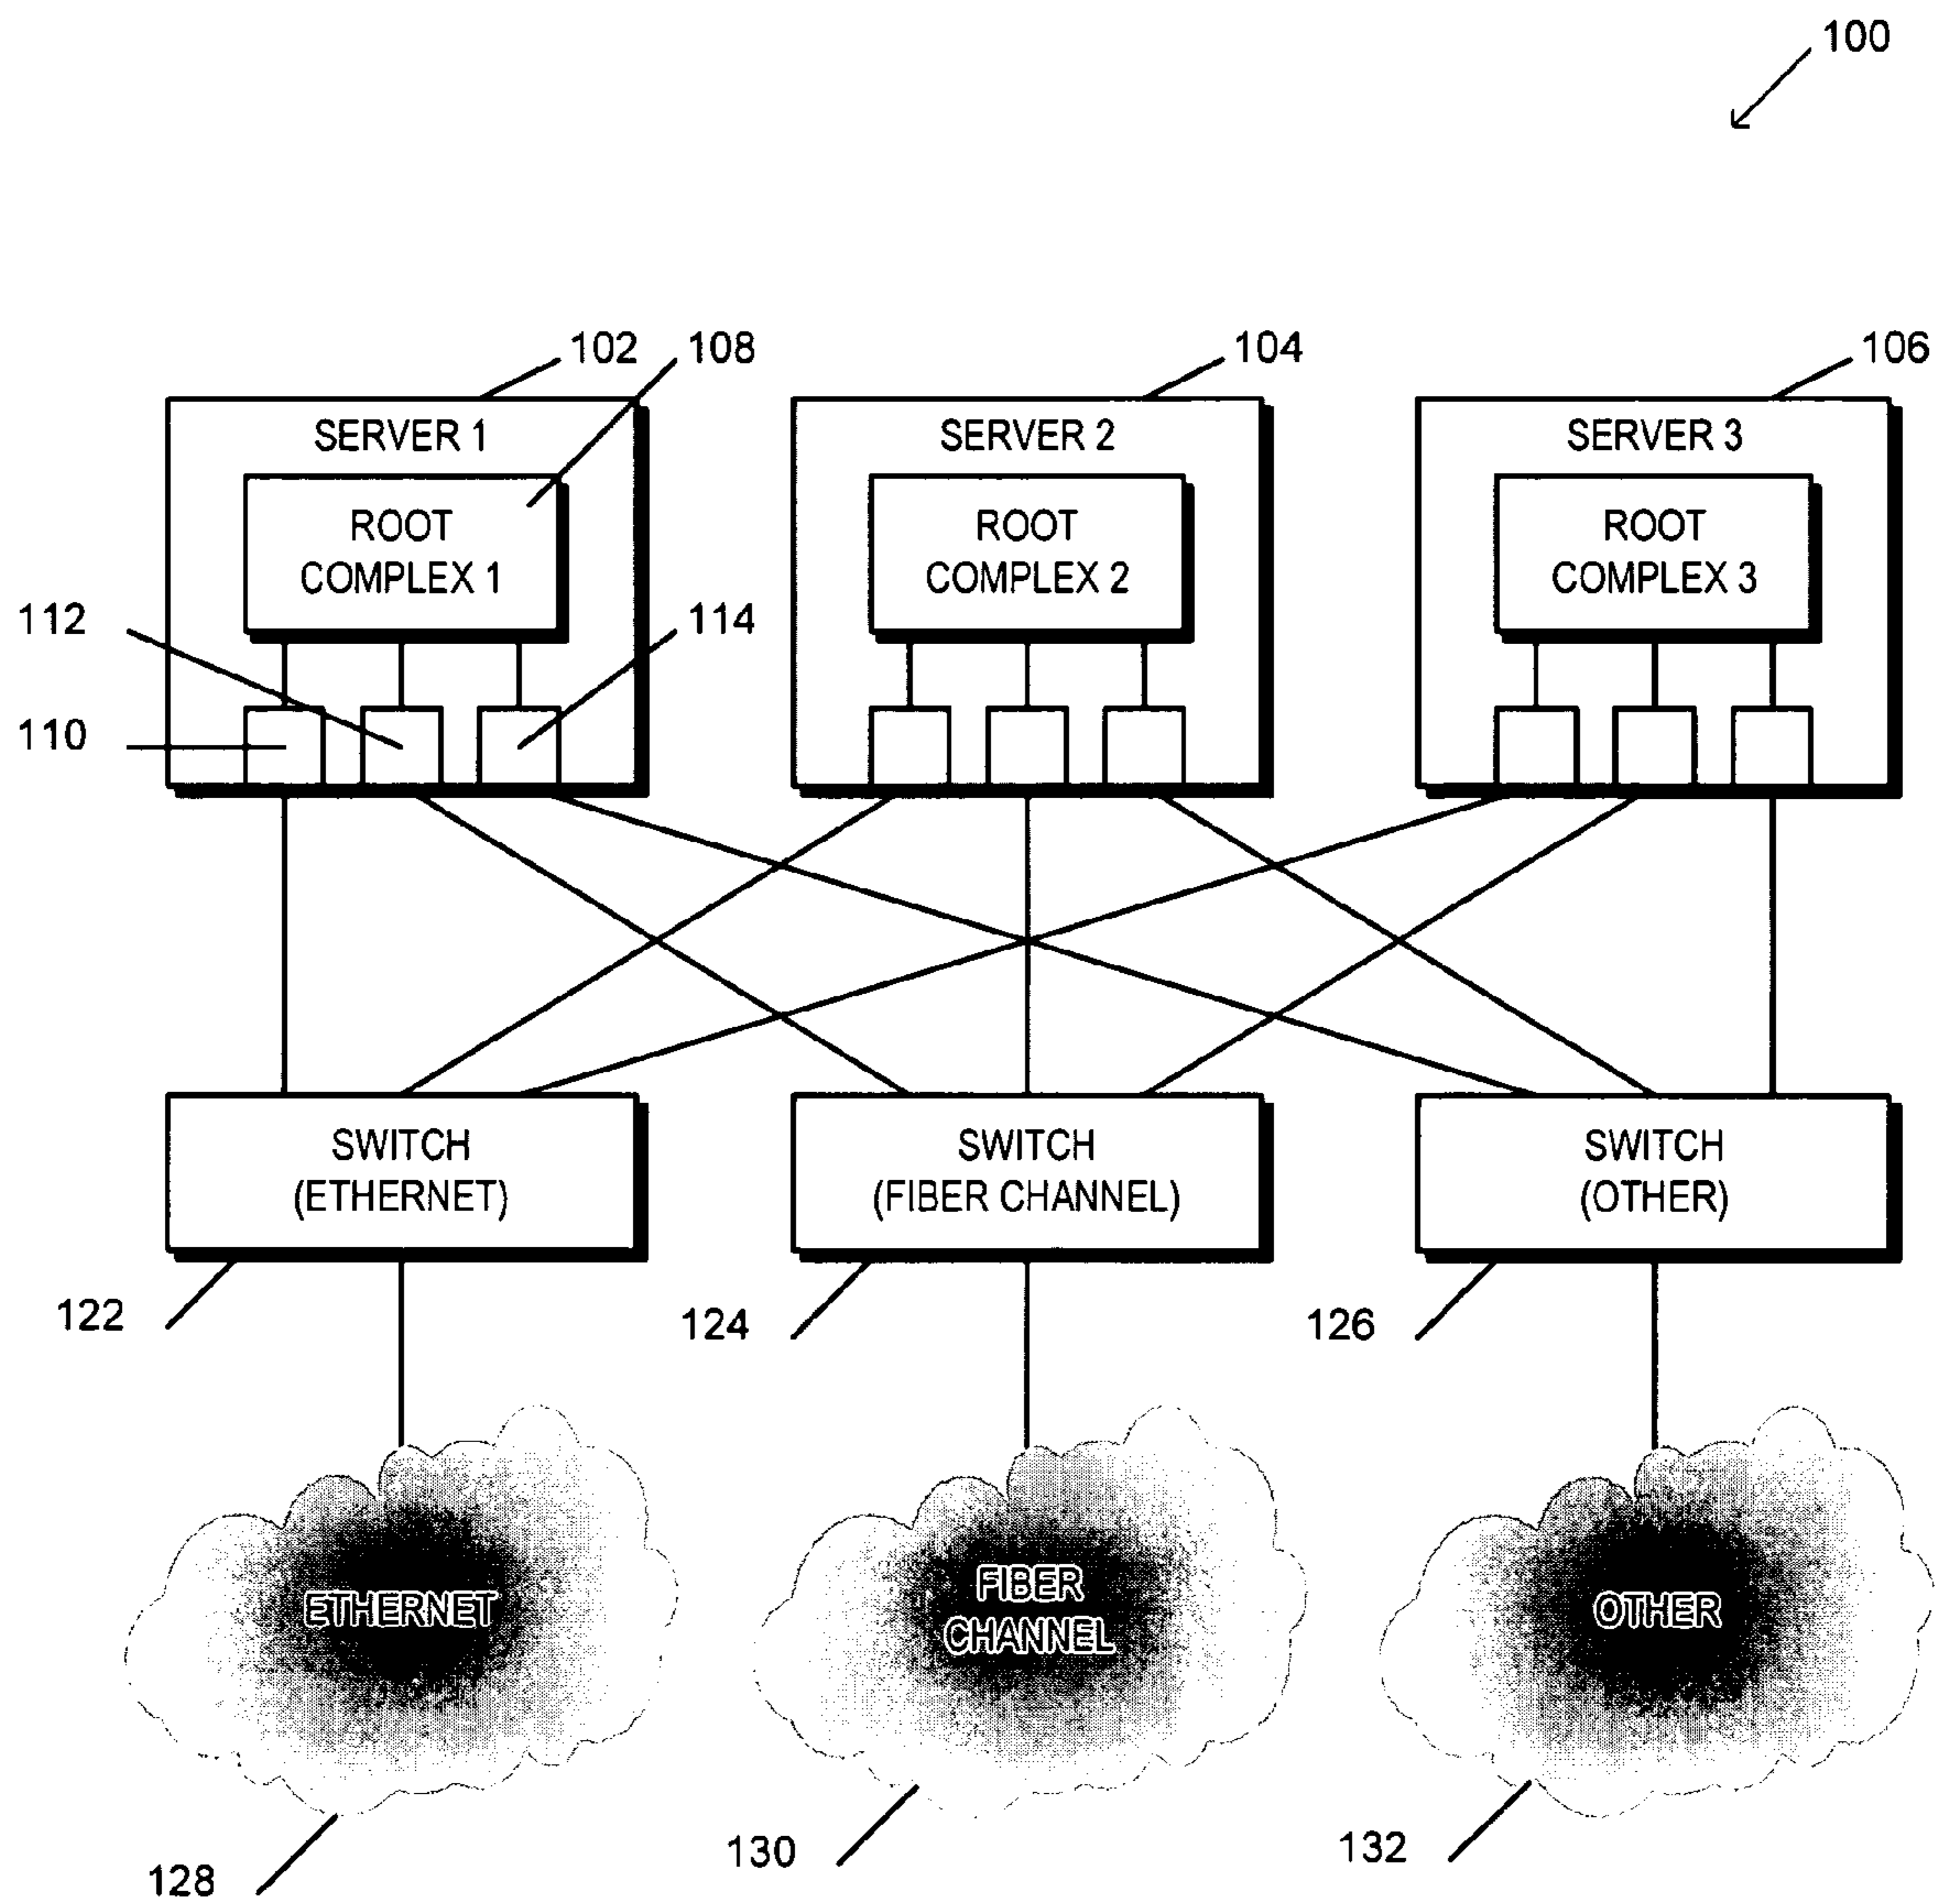 100
102
108
104
106
SERVER 1
SERVER 2
SERVER 3
ROOT
COMPLEX 1
ROOT
COMPLEX 2
ROOT
COMPLEX 3
112
114
110
SWITCH
(ETHERNET)
SWITCH
(FIBER CHANNEL)
SWITCH
(OTHER)
122
124
126
ETHERNET
FIBER
CHANNEL
OTHER
128
130
132